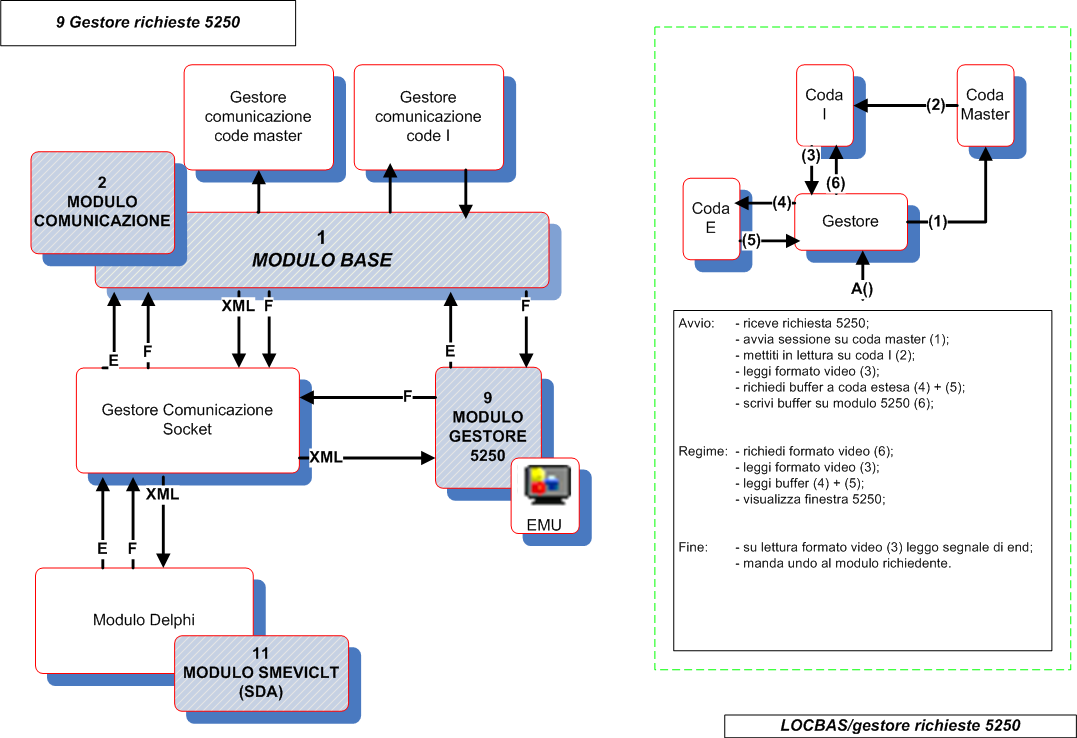 9 Gestore richieste 5250
Gestore
comunicazione
code master
Gestore
comunicazione
code I
2
MODULO
COMUNICAZIONE
1
MODULO BASE
E
F
XML
F
E
F
Gestore Comunicazione
Socket
F
XML
9
MODULO
GESTORE
5250
EMU
XML
E
F
Modulo Delphi
11
MODULO SMEVICLT
(SDA)
Coda
I
(2)
Coda
Master
(3)
(6)
Coda
E
(4)
(5)
Gestore
(1)
A()
Avvio: - riceve richiesta 5250;
- avvia sessione su coda master (1);
- mettiti in lettura su coda I (2);
- leggi formato video (3);
- richiedi buffer a coda estesa (4) + (5);
- scrivi buffer su modulo 5250 (6);
Regime: - richiedi formato video (6);
- leggi formato video (3);
- leggi buffer (4) + (5);
- visualizza finestra 5250;
Fine: - su lettura formato video (3) leggo segnale di end;
- manda undo al modulo richiedente.
LOCBAS/gestore richieste 5250